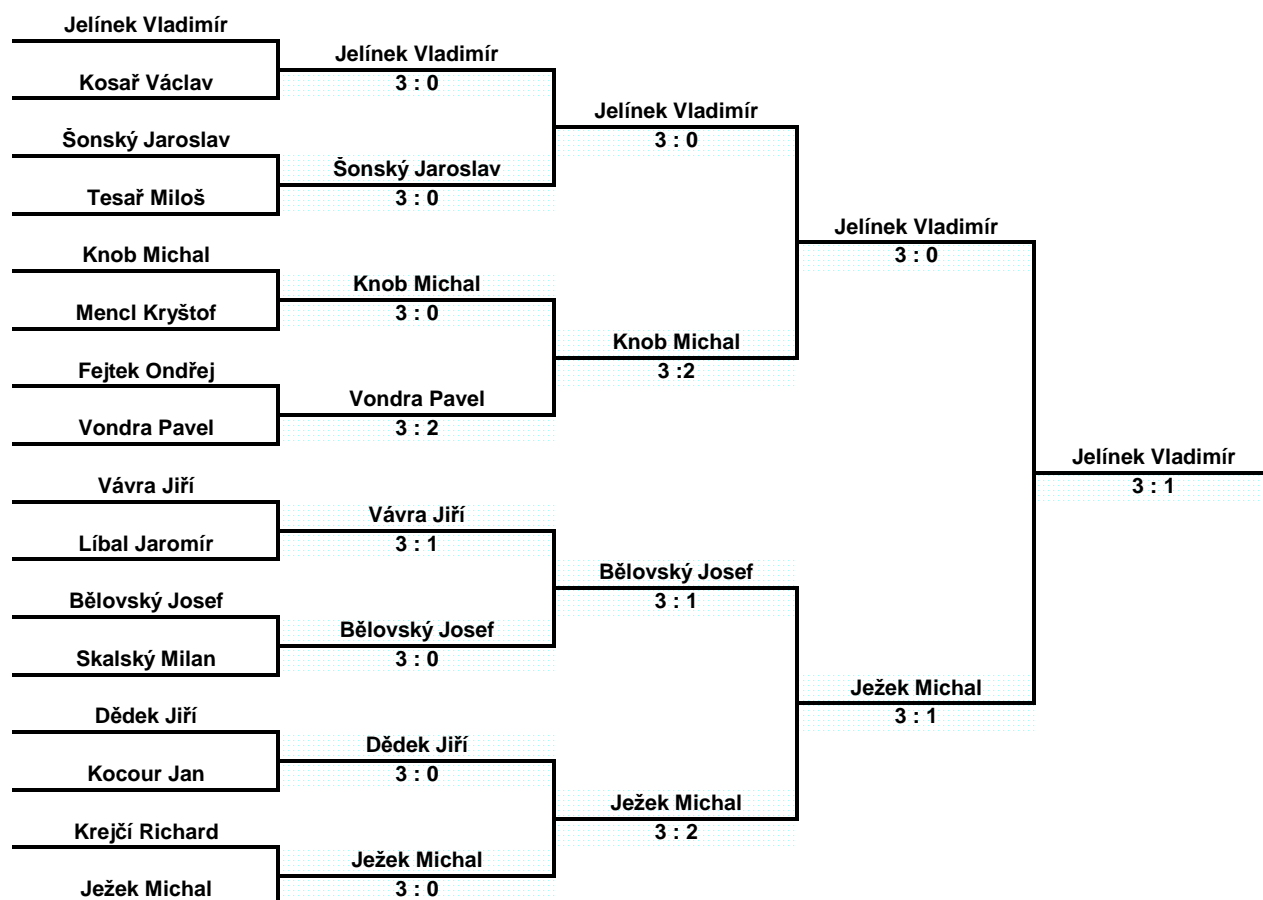 Jelínek Vladimír
Kosař Václav
Šonský Jaroslav
Tesař Miloš
Knob Michal
Mencl Kryštof
Fejtek Ondřej
Vondra Pavel
Vávra Jiří
Líbal Jaromír
Bělovský Josef
Skalský Milan
Dědek Jiří
Kocour Jan
Krejčí Richard
Ježek Michal
Jelínek Vladimír
3 : 0
Šonský Jaroslav
3 : 0
Knob Michal
3 : 0
Vondra Pavel
3 : 2
Vávra Jiří
3 : 1
Bělovský Josef
3 : 0
Dědek Jiří
3 : 0
Ježek Michal
3 : 0
Jelínek Vladimír
3 : 0
Knob Michal
3 :2
Bělovský Josef
3 : 1
Ježek Michal
3 : 2
Jelínek Vladimír
3 : 0
Ježek Michal
3 : 1
Jelínek Vladimír
3 : 1